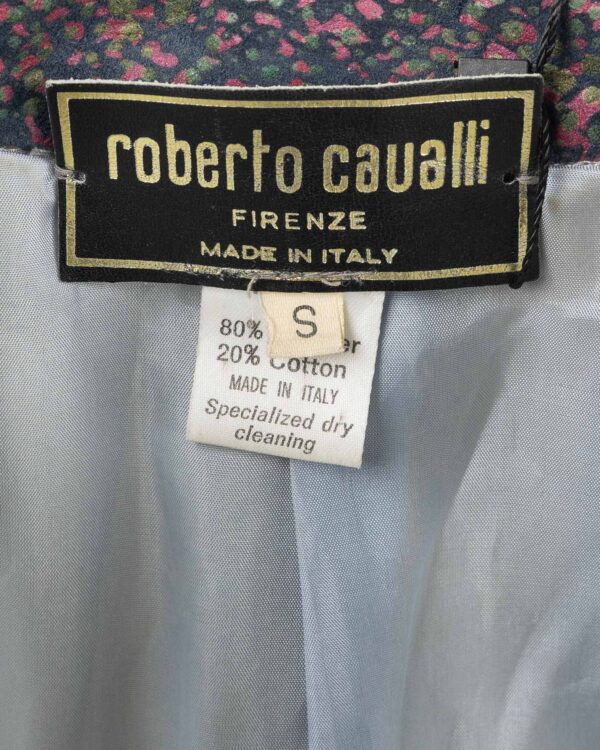 roberto cavalli
FIRENZE
MADE IN ITALY
S
80%
20% Cotton
MADE IN ITALY
Specialized dry
cleaning